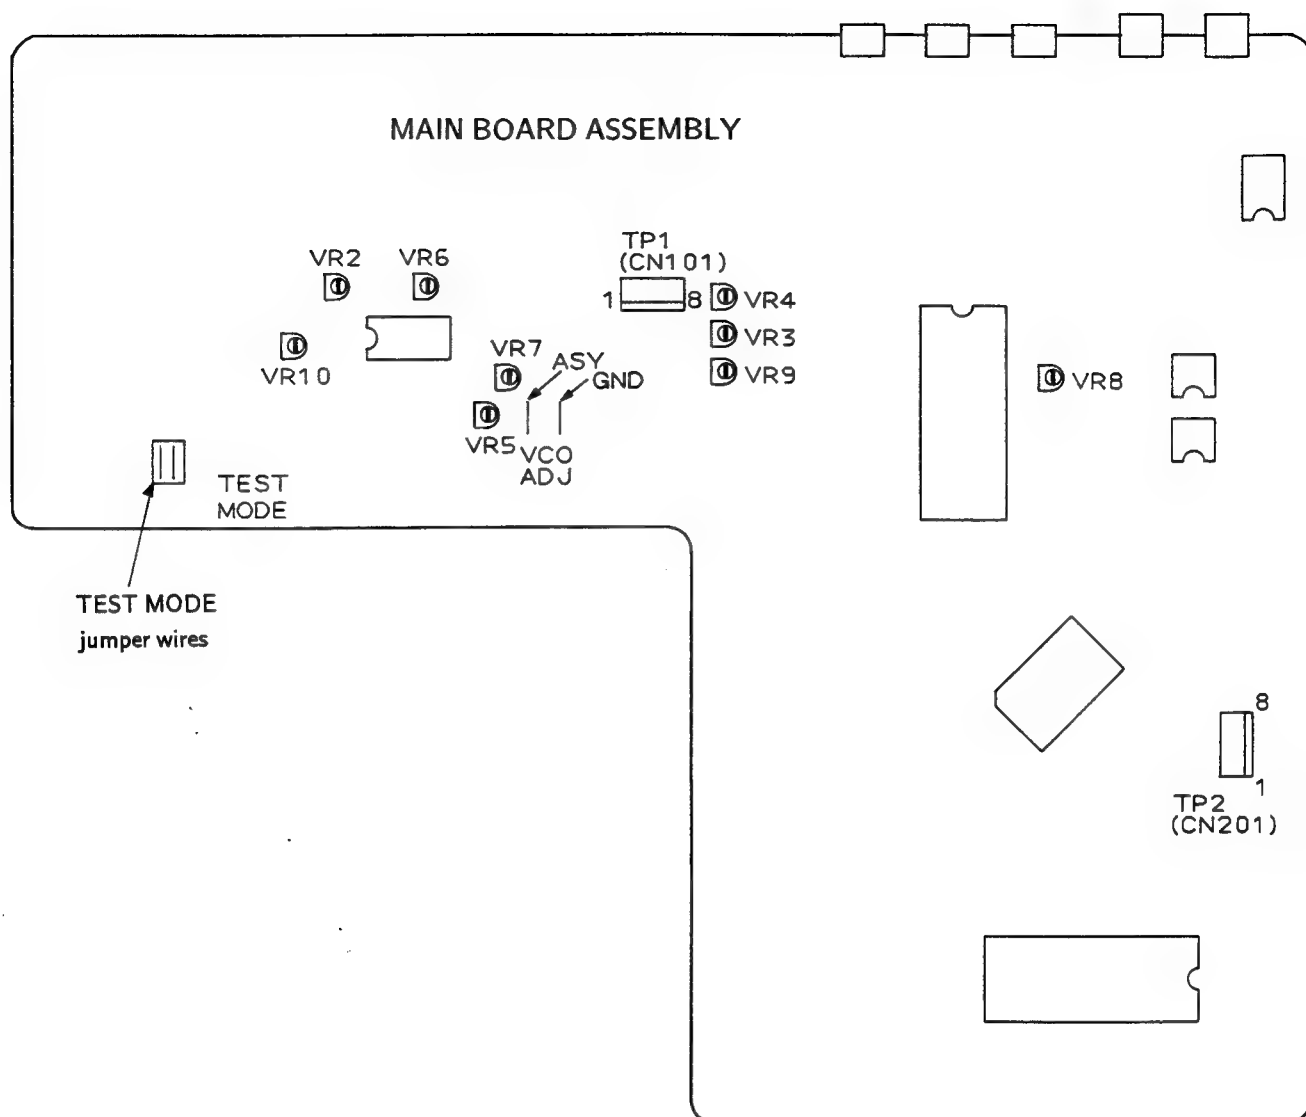 MAIN BOARD ASSEMBLY
TP1
(CN101)
1
8
VR2
VR6
VR4
VR3
VR9
VR10
VR7
ASY
GND
VR8
VR5
VCO
ADJ
TEST
MODE
TEST MODE
jumper wires
8
1
TP2
(CN201)